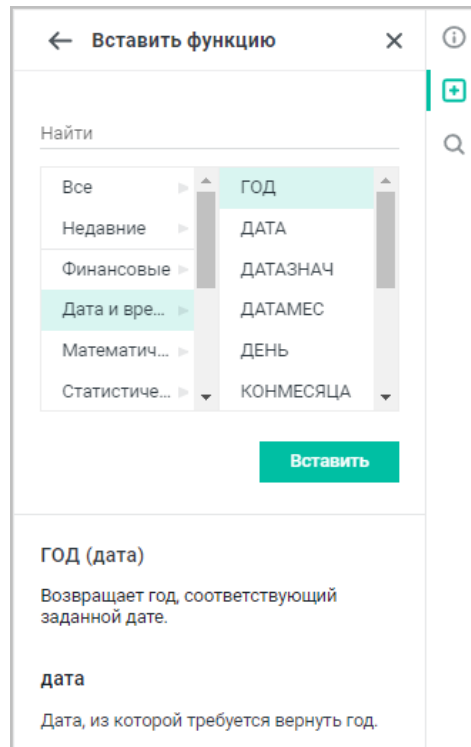 Вставить функцию
Найти
Все
Недавние
Финансовые
Дата и вре...
Математич...
Статистиче...
ГОД
ДАТА
ДАТАЗНАЧ
ДАТАМЕС
ДЕНЬ
КОНМЕСЯЦА
Вставить
ГОД (дата)
Возвращает год, соответствующий
заданной дате.
дата
Дата, из которой требуется вернуть год.